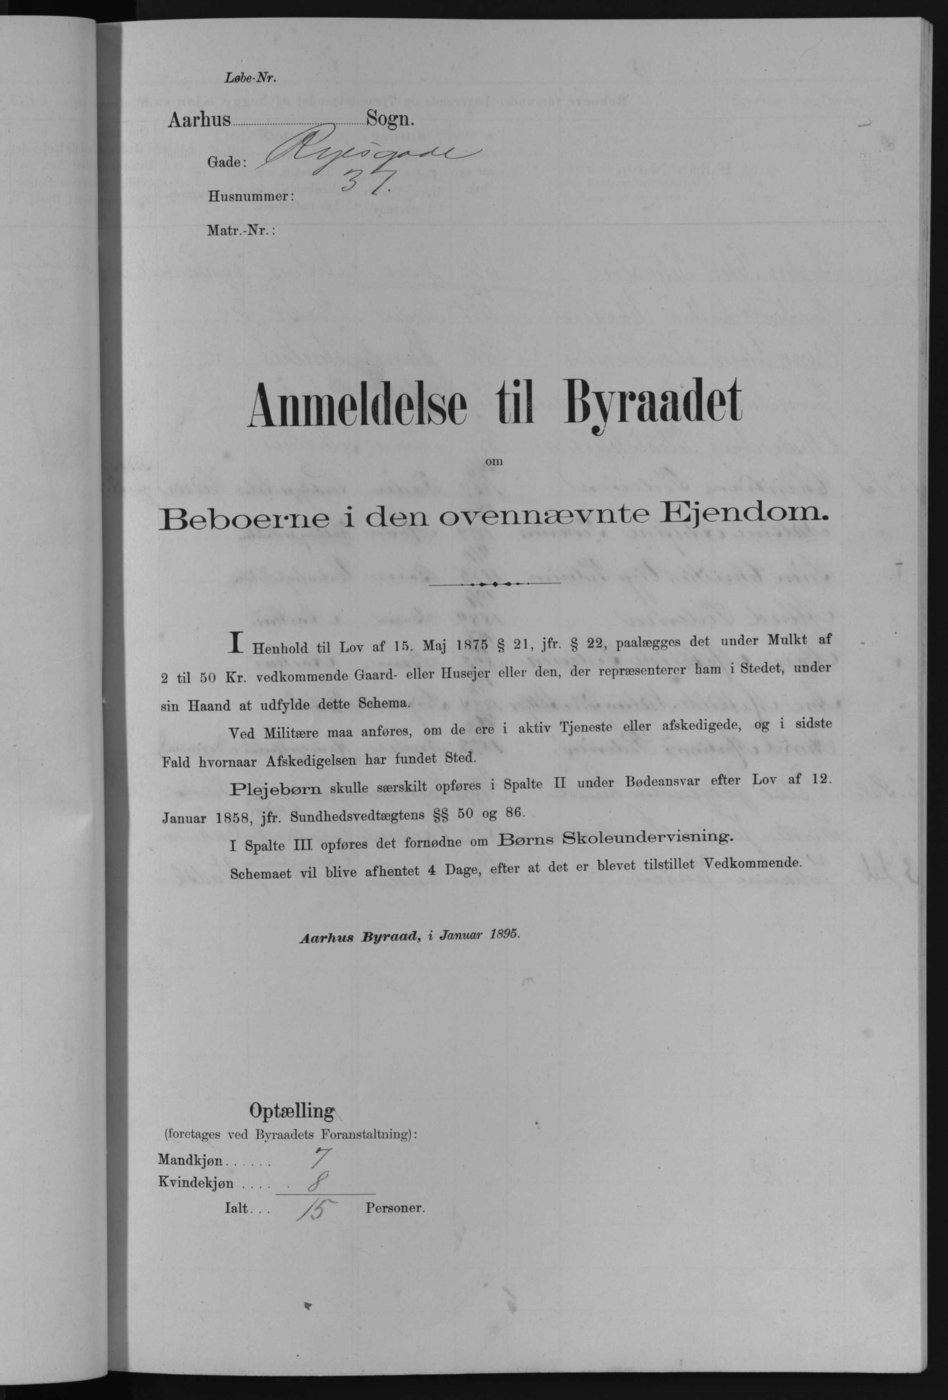 Løbe-Nr.
Aarhus Sogn.
Gade: Ryesgade
Husnummer: 37.
Matr.-Nr.:
Anmeldelse til Byraadet
om
Beboerne i den ovennævnte Ejendom.
I Henhold til Lov af 15. Maj 1875 § 21, jfr. § 22, paalægges det under Mulkt af
2 til 50 Kr. vedkommende Gaard- eller Husejer eller den, der repræsenterer ham i Stedet, under
sin Haand at udfylde dette Schema.
Ved Militære maa anføres, om de ere i aktiv Tjeneste eller afskedigede, og i sidste
Fald hvornaar Afskedigelsen har fundet Sted.
Plejebørn skulle særskilt opføres i Spalte II under Bødeansvar efter Lov af 12.
Januar 1858, jfr. Sundhedsvedtægtens §§ 50 og 86.
I Spalte III opføres det fornødne om Børns Skoleundervisning.
Schemaet vil blive afhentet 4 Dage, efter at det er blevet tilstillet Vedkommende.
Aarhus Byraad, i Januar 1895.
Optælling
(foretages ved Byraadets Foranstaltning):
Mandkjøn...... 7
Kvindekjøn ..... 8
Ialt... 15 Personer.